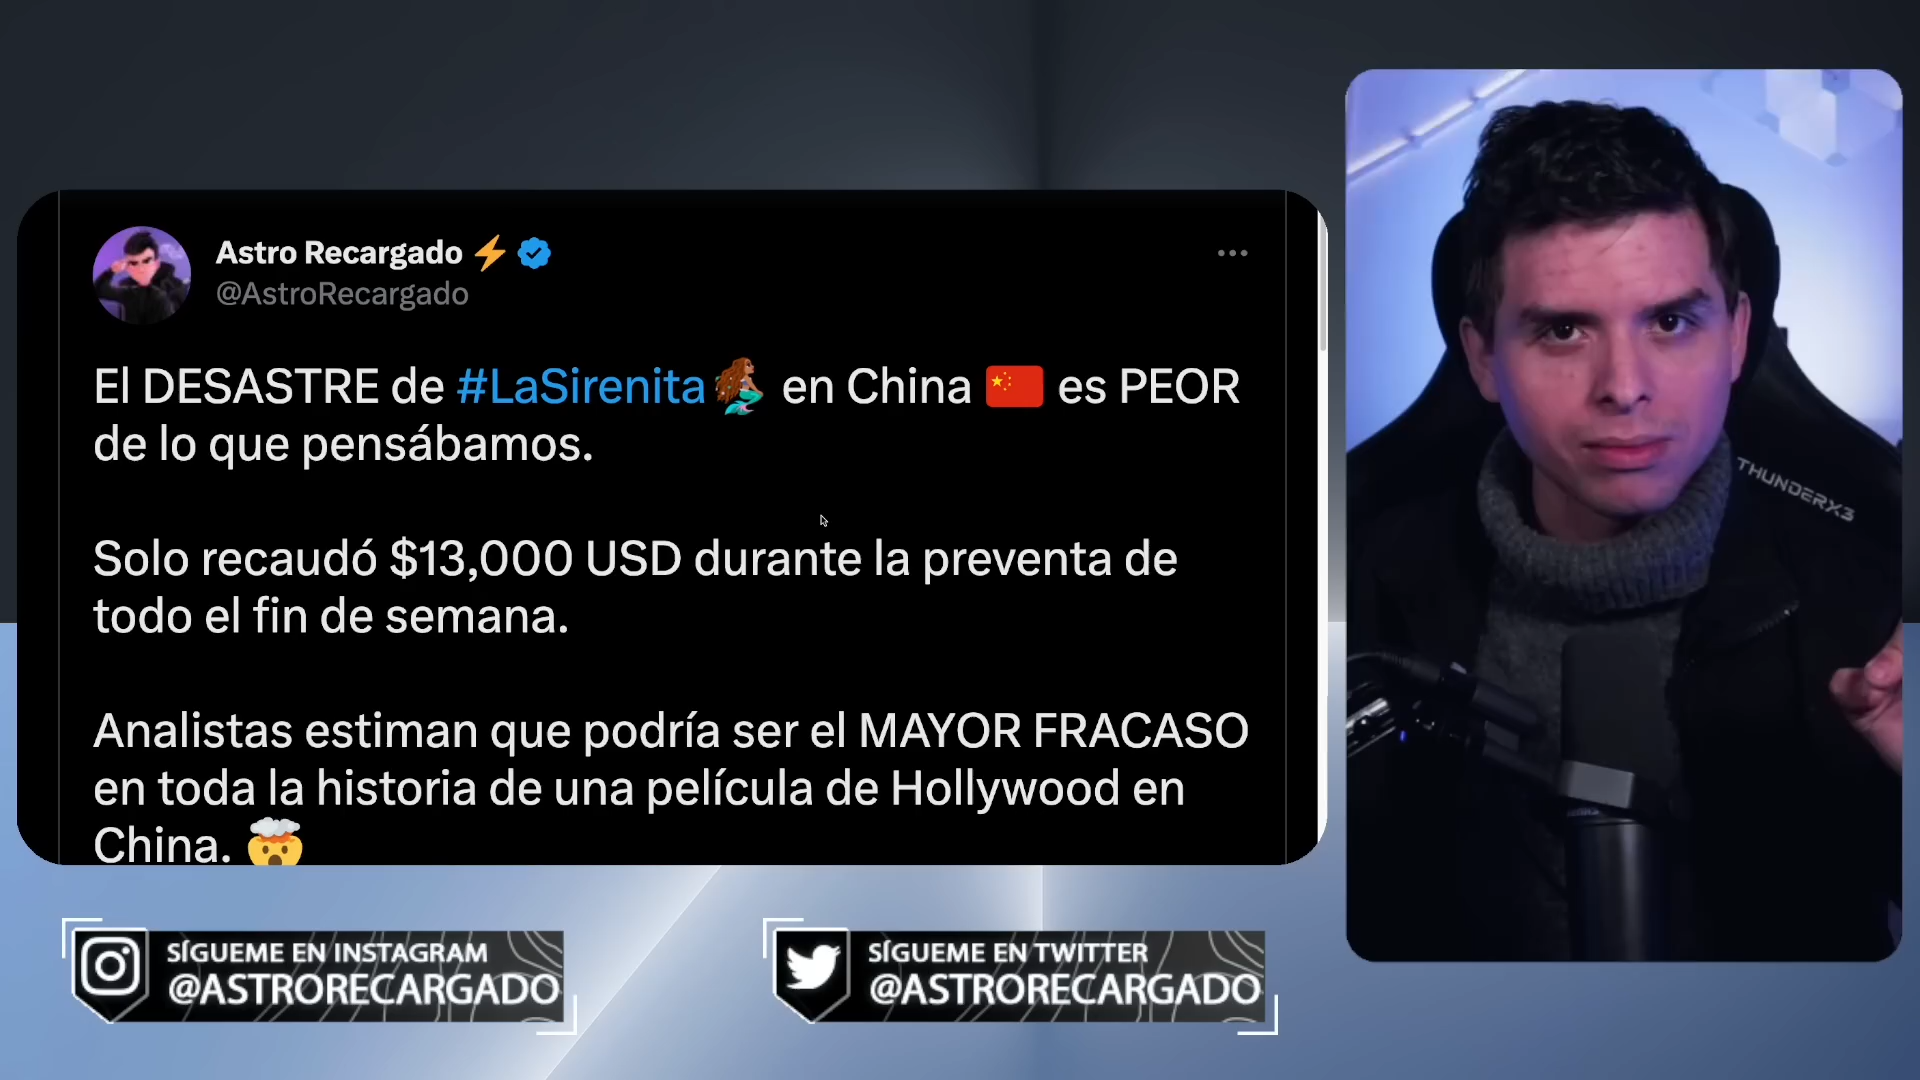 Astro Recargado⚡
@AstroRecargado
El DESASTRE de #LaSirenita🧜🏾‍♀️ en China 🇨🇳 es PEOR
de lo que pensábamos.
Solo recaudó $13,000 USD durante la preventa de
todo el fin de semana.
Analistas estiman que podría ser el MAYOR FRACASO
en toda la historia de una película de Hollywood en
China. 🤯
THUNDERX3
SÍGUEME EN INSTAGRAM
@ASTRORECARGADO
SÍGUEME EN TWITTER
@ASTRORECARGADO